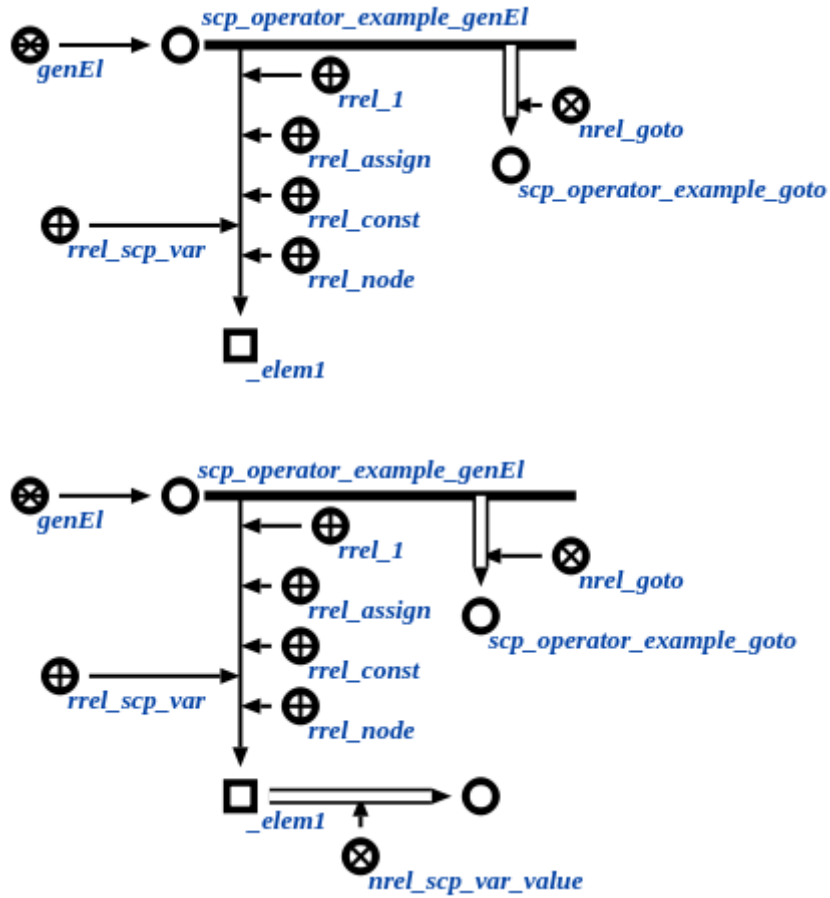 scp_operator_example_genEl
genEl
rrel_1
nrel_goto
rrel_assign
scp_operator_example_goto
rrel_const
rrel_scp_var
rrel_node
_elem1
scp_operator_example_genEl
genEl
rrel_1
nrel_goto
rrel_assign
scp_operator_example_goto
rrel_const
rrel_scp_var
rrel_node
_elem1
nrel_scp_var_value